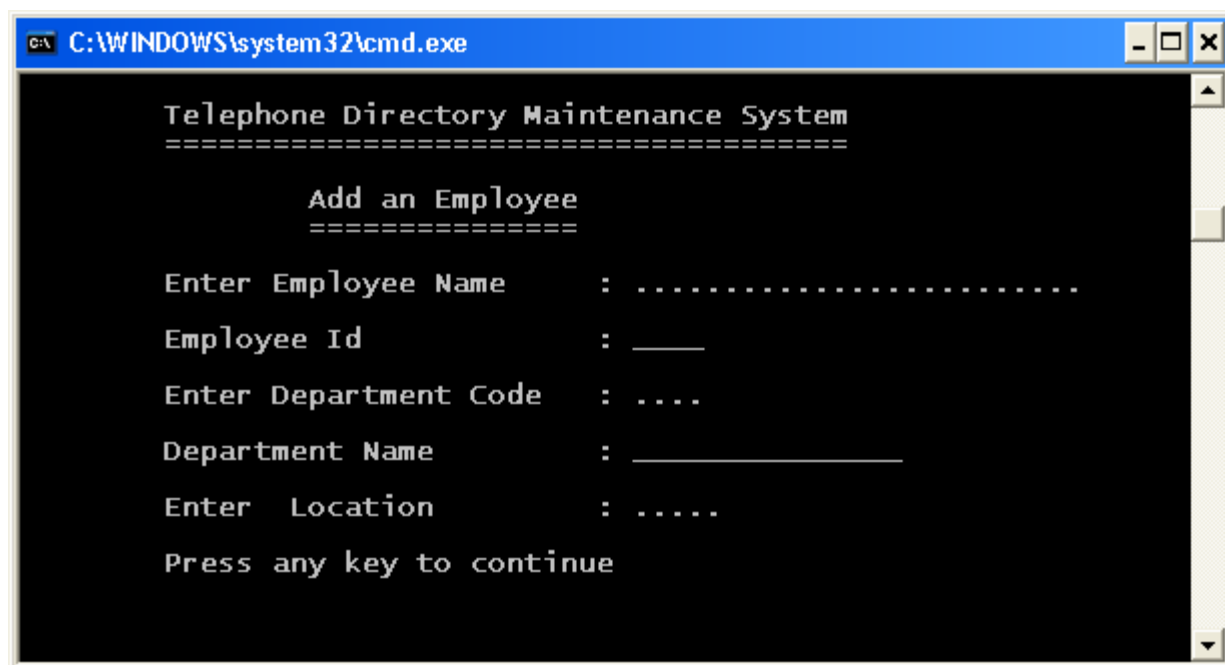 C:\WINDOWS\system32\cmd.exe
Telephone Directory Maintenance System
======================================
Add an Employee
===============
Enter Employee Name : .........................
Employee Id : ____
Enter Department Code : ....
Department Name : _______________
Enter  Location : .....
Press any key to continue